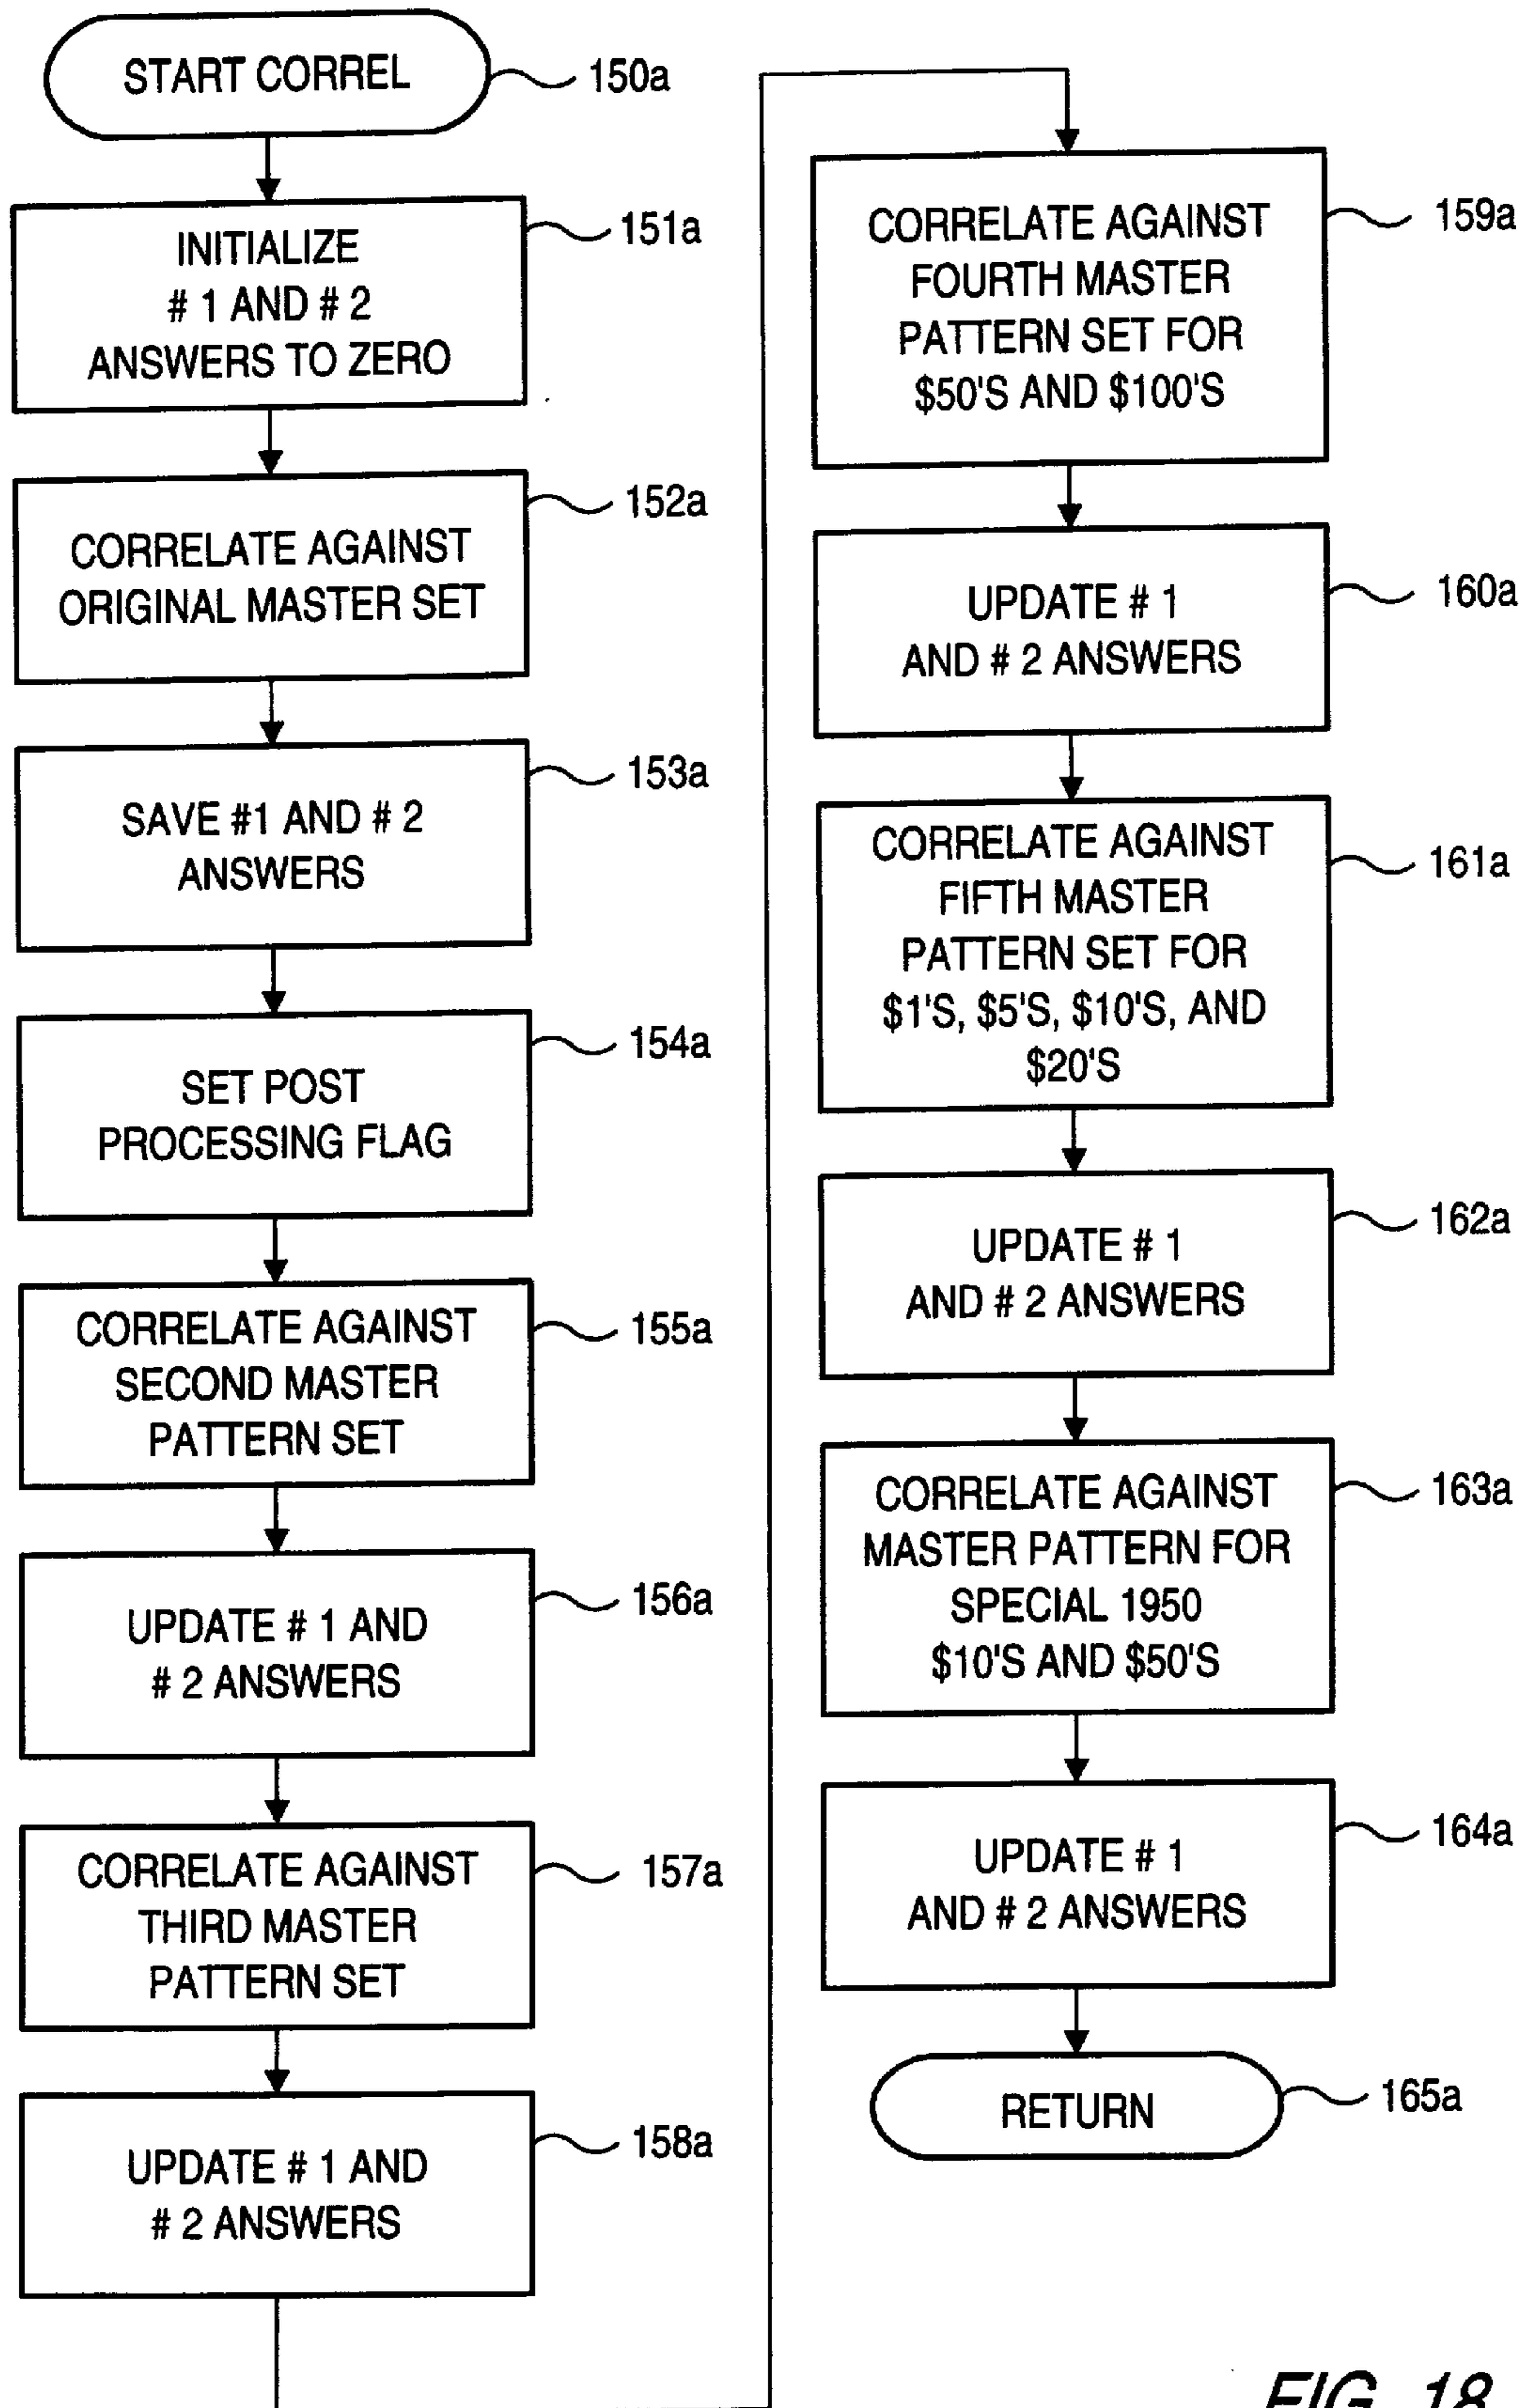 START CORREL
150a
INITIALIZE
# 1 AND # 2
ANSWERS TO ZERO
151a
CORRELATE AGAINST
ORIGINAL MASTER SET
152a
SAVE #1 AND # 2
ANSWERS
153a
SET POST
PROCESSING FLAG
154a
CORRELATE AGAINST
SECOND MASTER
PATTERN SET
155a
UPDATE # 1 AND
# 2 ANSWERS
156a
CORRELATE AGAINST
THIRD MASTER
PATTERN SET
157a
UPDATE # 1 AND
# 2 ANSWERS
158a
CORRELATE AGAINST
FOURTH MASTER
PATTERN SET FOR
$50'S AND $100'S
159a
UPDATE # 1
AND # 2 ANSWERS
160a
CORRELATE AGAINST
FIFTH MASTER
PATTERN SET FOR
$1'S, $5'S, $10'S, AND
$20'S
161a
UPDATE # 1
AND # 2 ANSWERS
162a
CORRELATE AGAINST
MASTER PATTERN FOR
SPECIAL 1950
$10'S AND $50'S
163a
UPDATE # 1
AND # 2 ANSWERS
164a
RETURN
165a
FIG. 18